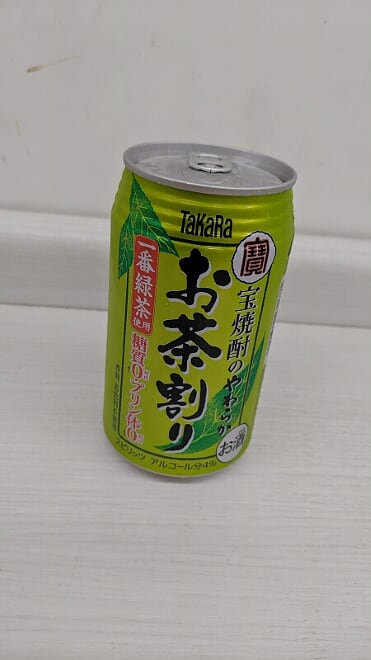 TaKaRa
寶
宝焼酎のやわらか
お茶割り
一番緑茶
使用
糖質0プリン体0
お酒
スピリッツ アルコール分4%